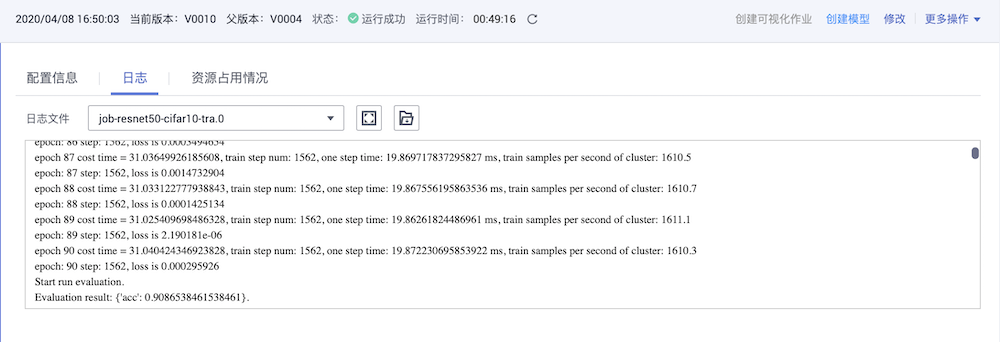 2020/04/08 16:50:03 当前版本: V0010 父版本: V0004 状态: 运行成功 运行时间: 00:49:16 创建可视化作业 创建模型 修改 更多操作
配置信息 日志 资源占用情况
日志文件 job-resnet50-cifar10-tra.0
epoch: 86 step: 1562, loss is 0.0003494634
epoch 87 cost time = 31.03649926185608, train step num: 1562, one step time: 19.869717837295827 ms, train samples per second of cluster: 1610.5
epoch: 87 step: 1562, loss is 0.0014732904
epoch 88 cost time = 31.033122777938843, train step num: 1562, one step time: 19.867556195863536 ms, train samples per second of cluster: 1610.7
epoch: 88 step: 1562, loss is 0.0001425134
epoch 89 cost time = 31.025409698486328, train step num: 1562, one step time: 19.86261824486961 ms, train samples per second of cluster: 1611.1
epoch: 89 step: 1562, loss is 2.190181e-06
epoch 90 cost time = 31.040424346923828, train step num: 1562, one step time: 19.872230695853922 ms, train samples per second of cluster: 1610.3
epoch: 90 step: 1562, loss is 0.000295926
Start run evaluation.
Evaluation result: {'acc': 0.9086538461538461}.